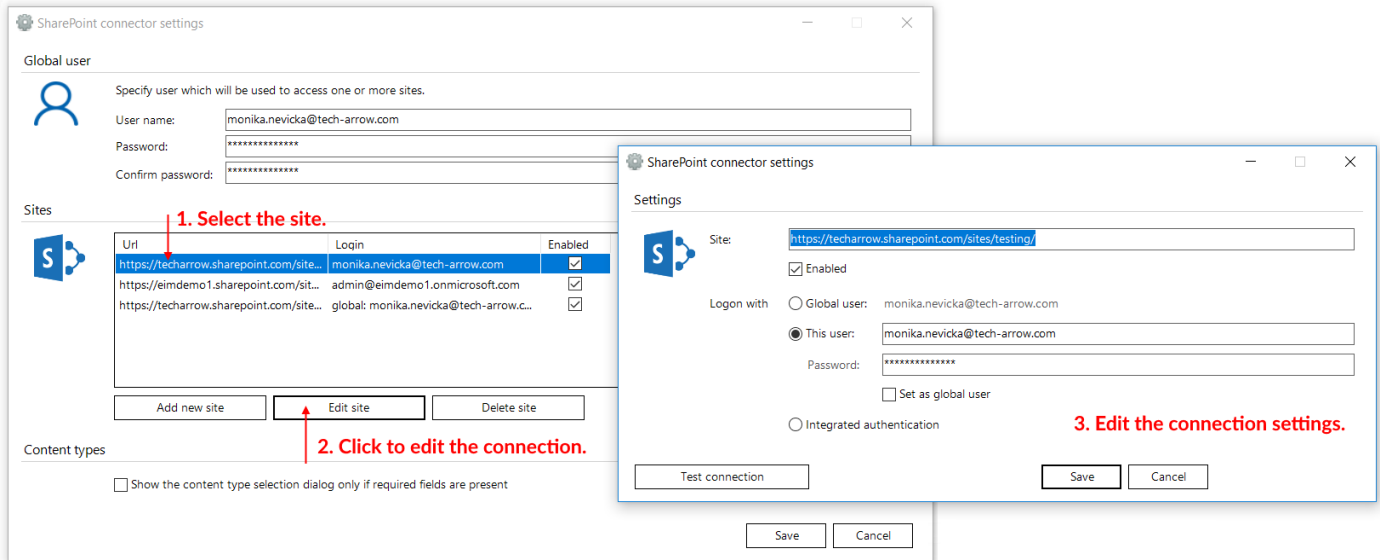 SharePoint connector settings
Global user
Specify user which will be used to access one or more sites.
User name: monika.nevicka@tech-arrow.com
Password: **************
Confirm password: **************
Sites
1. Select the site.
S
Url Login Enabled
https://techarrow.sharepoint.com/site... monika.nevicka@tech-arrow.com
https://eimdemo1.sharepoint.com/sit... admin@eimdemo1.onmicrosoft.com
https://techarrow.sharepoint.com/site... global: monika.nevicka@tech-arrow.c...
Add new site Edit site Delete site
2. Click to edit the connection.
Content types
Show the content type selection dialog only if required fields are present
Save Cancel
SharePoint connector settings
Settings
S
Site: https://techarrow.sharepoint.com/sites/testing/
Enabled
Logon with Global user: monika.nevicka@tech-arrow.com
This user: monika.nevicka@tech-arrow.com
Password: **************
Set as global user
Integrated authentication
3. Edit the connection settings.
Test connection Save Cancel